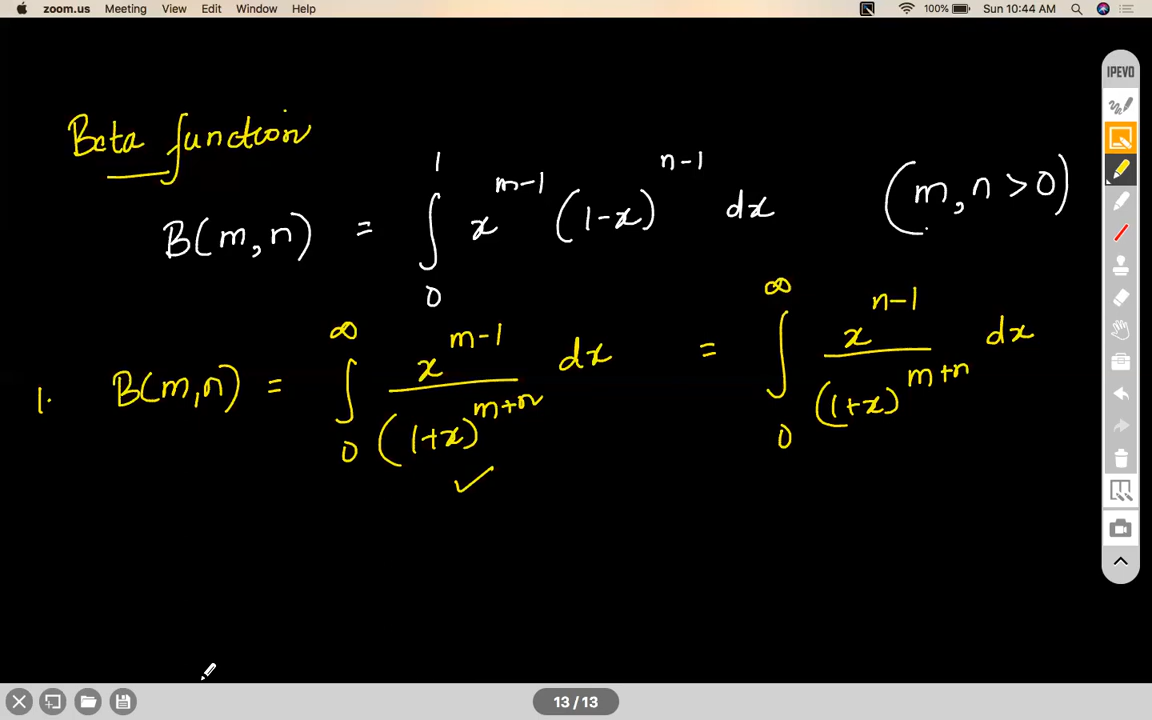 zoom.us Meeting View Edit Window Help 100% Sun 10:44 AM
IPEVO
Beta function
B(m,n) = ∫₀¹ x^(m-1) (1-x)^(n-1) dx (m,n > 0)
1. B(m,n) = ∫₀^∞ x^(m-1) / (1+x)^(m+n) dx = ∫₀^∞ x^(n-1) / (1+x)^(m+n) dx
13 / 13